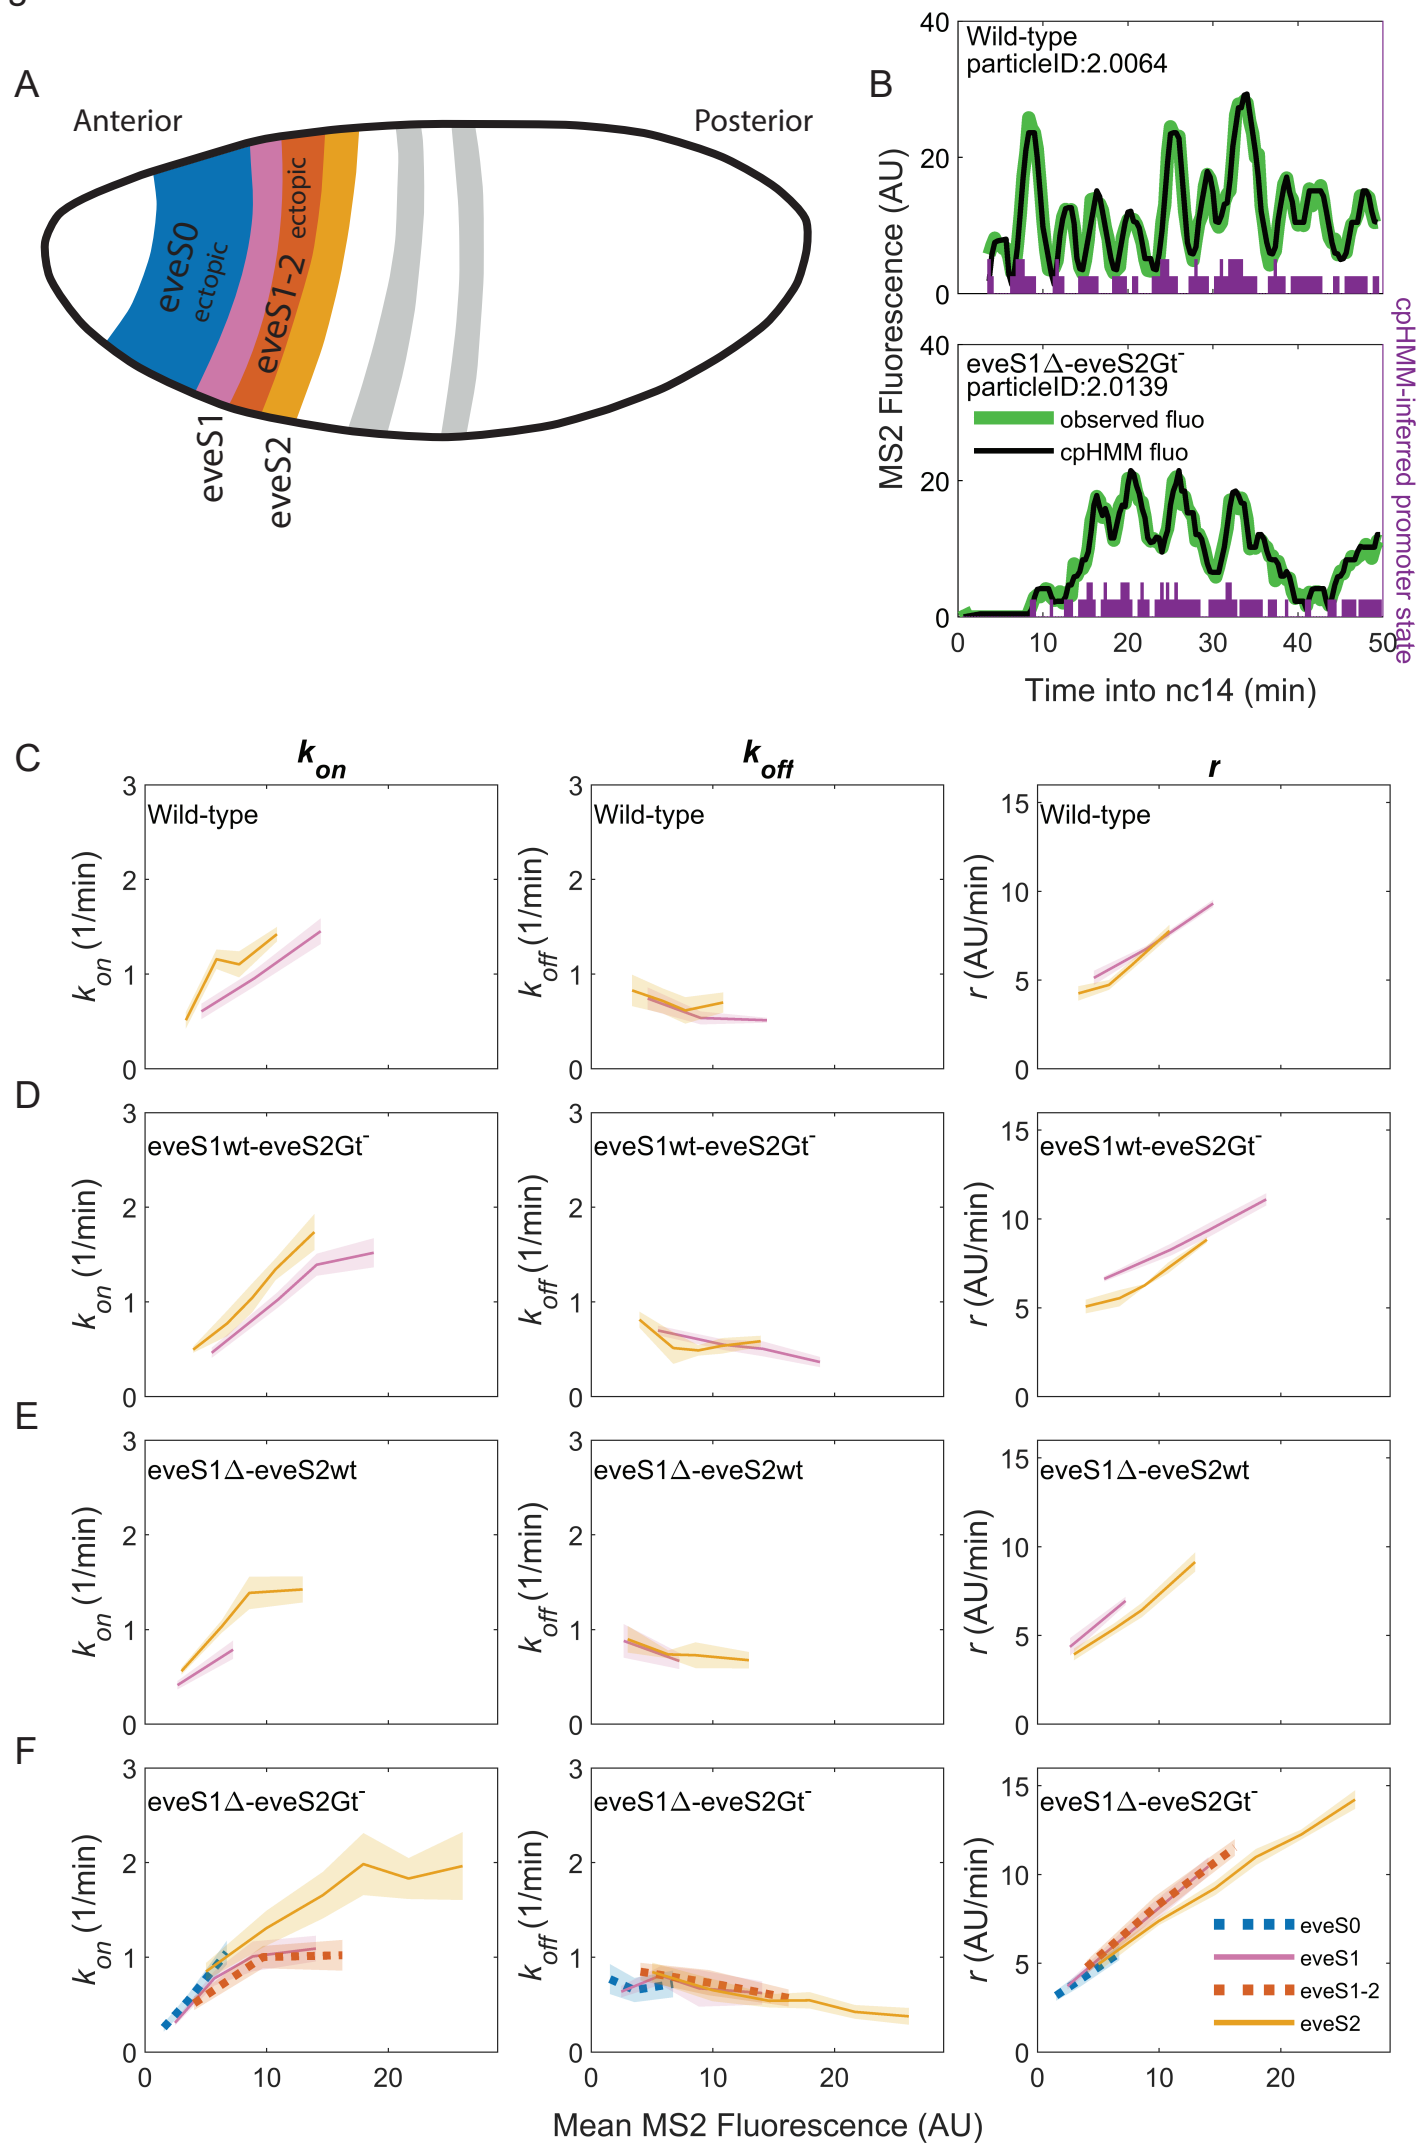 A
Anterior
Posterior
eveS0
ectopic
eveS1-2
ectopic
eveS1
eveS2
B
Wild-type
particleID:2.0064
40
20
0
eveS1Δ-eveS2Gt-
particleID:2.0139
observed fluo
cpHMM fluo
40
20
0
0 10 20 30 40 50
MS2 Fluorescence (AU)
cpHMM-inferred promoter state
Time into nc14 (min)
C
kon
koff
r
Wild-type
Wild-type
Wild-type
kon (1/min)
3
2
1
0
koff (1/min)
3
2
1
0
r (AU/min)
15
10
5
0
D
eveS1wt-eveS2Gt-
eveS1wt-eveS2Gt-
eveS1wt-eveS2Gt-
kon (1/min)
3
2
1
0
koff (1/min)
3
2
1
0
r (AU/min)
15
10
5
0
E
eveS1Δ-eveS2wt
eveS1Δ-eveS2wt
eveS1Δ-eveS2wt
kon (1/min)
3
2
1
0
koff (1/min)
3
2
1
0
r (AU/min)
15
10
5
0
F
eveS1Δ-eveS2Gt-
eveS1Δ-eveS2Gt-
eveS1Δ-eveS2Gt-
kon (1/min)
3
2
1
0
koff (1/min)
3
2
1
0
r (AU/min)
15
10
5
0
eveS0
eveS1
eveS1-2
eveS2
0 10 20
0 10 20
0 10 20
Mean MS2 Fluorescence (AU)